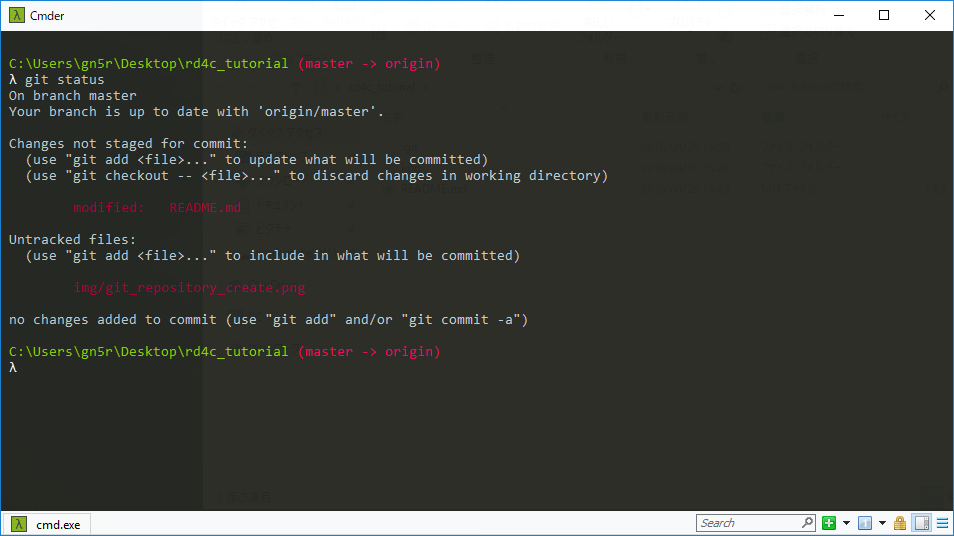 Cmder
C:\Users\gn5r\Desktop\rd4c_tutorial (master -> origin)
λ git status
On branch master
Your branch is up to date with 'origin/master'.
Changes not staged for commit:
(use "git add <file>..." to update what will be committed)
(use "git checkout -- <file>..." to discard changes in working directory)
modified:   README.md
Untracked files:
(use "git add <file>..." to include in what will be committed)
img/git_repository_create.png
no changes added to commit (use "git add" and/or "git commit -a")
C:\Users\gn5r\Desktop\rd4c_tutorial (master -> origin)
λ
cmd.exe
Search